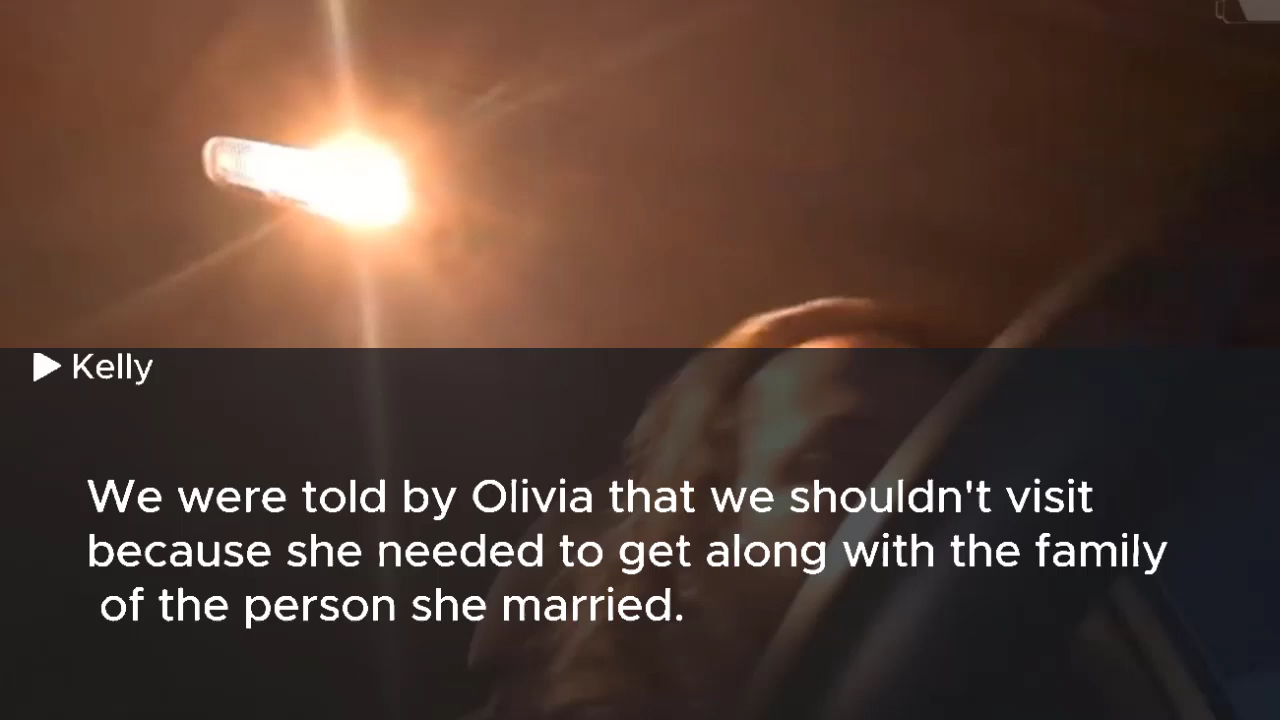 Kelly
We were told by Olivia that we shouldn't visit
because she needed to get along with the family
of the person she married.